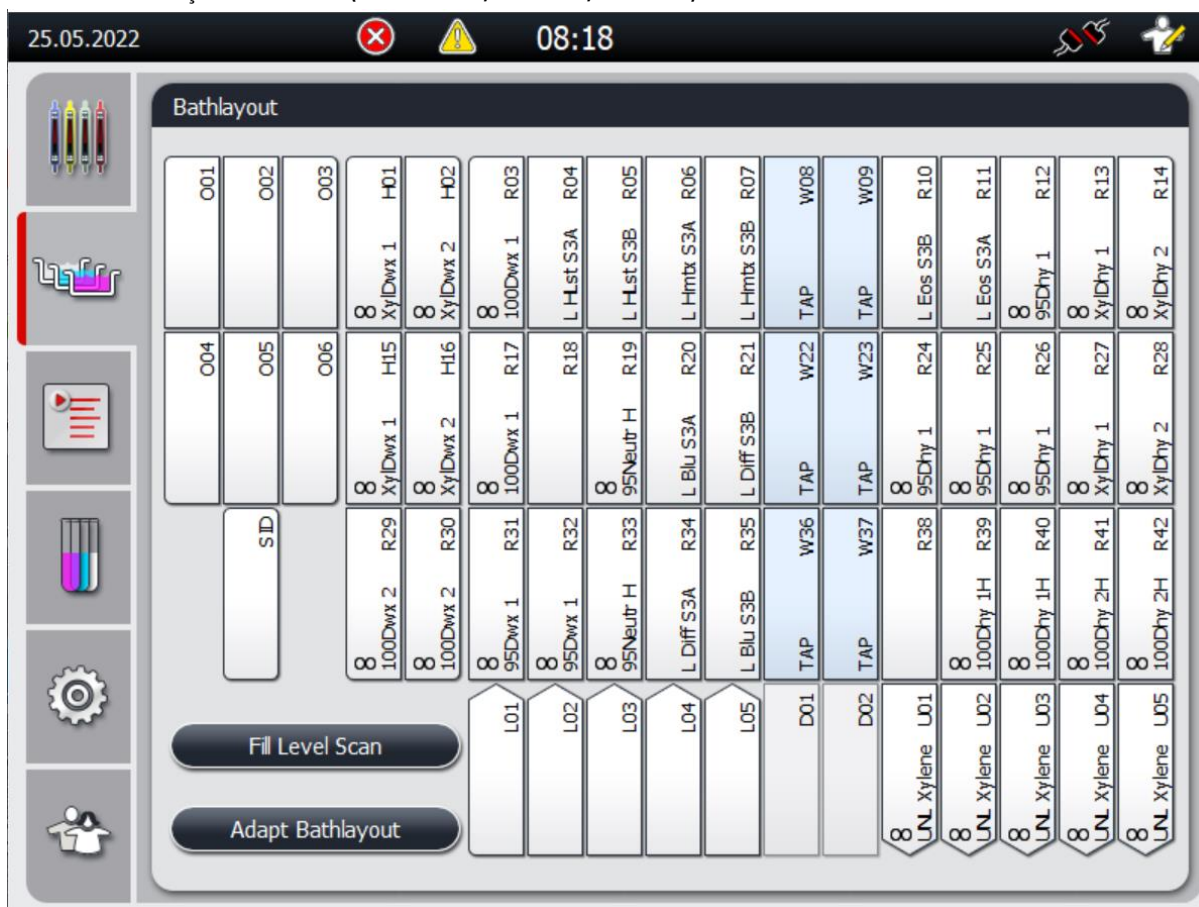 25.05.2022
08:18
Bathlayout
O01
O02
O03
H01
∞ XylDwx 1
H02
∞ XylDwx 2
R03
∞ 100Dwx 1
R04
L HLst S3A
R05
L HLst S3B
R06
L Hmtx S3A
R07
L Hmtx S3B
W08
TAP
W09
TAP
R10
L Eos S3B
R11
L Eos S3A
R12
∞ 95Dhy 1
R13
∞ XylDhy 1
R14
∞ XylDhy 2
O04
O05
O06
H15
∞ XylDwx 1
H16
∞ XylDwx 2
R17
∞ 100Dwx 1
R18
R19
∞ 95Neutr H
R20
L Blu S3A
R21
L Diff S3B
W22
TAP
W23
TAP
R24
∞ 95Dhy 1
R25
∞ 95Dhy 1
R26
∞ 95Dhy 1
R27
∞ XylDhy 1
R28
∞ XylDhy 2
SID
R29
∞ 100Dwx 2
R30
∞ 100Dwx 2
R31
∞ 95Dwx 1
R32
∞ 95Dwx 1
R33
∞ 95Neutr H
R34
L Diff S3A
R35
L Blu S3B
W36
TAP
W37
TAP
R38
R39
∞ 100Dhy 1H
R40
∞ 100Dhy 1H
R41
∞ 100Dhy 2H
R42
∞ 100Dhy 2H
L01
L02
L03
L04
L05
D01
D02
U01
∞ UNL Xylene
U02
∞ UNL Xylene
U03
∞ UNL Xylene
U04
∞ UNL Xylene
U05
∞ UNL Xylene
Fill Level Scan
Adapt Bathlayout